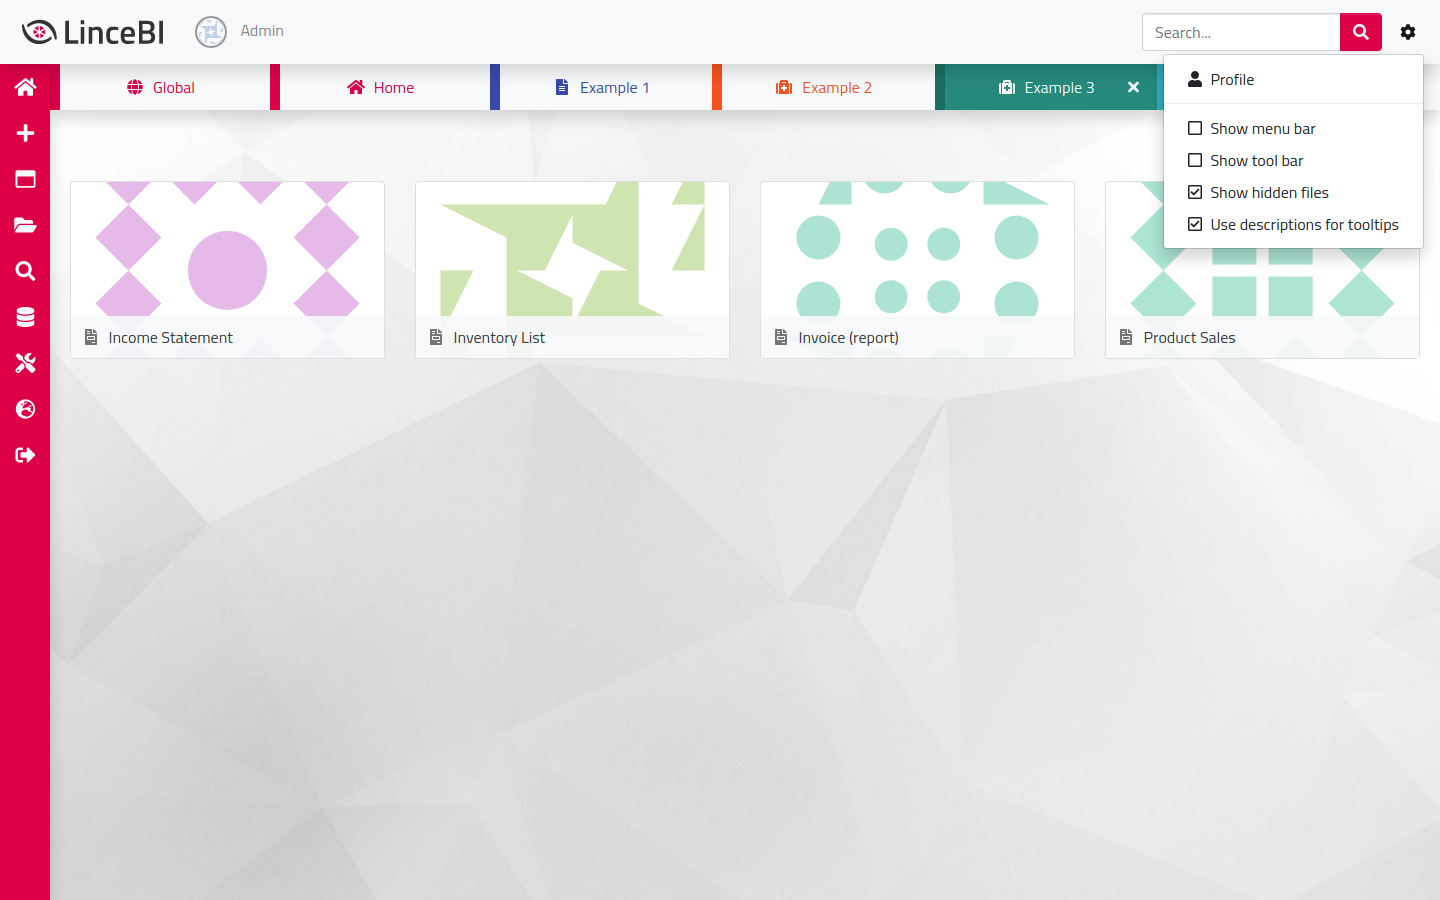 LinceBI
Admin
Search...
Global
Home
Example 1
Example 2
Example 3
Profile
Show menu bar
Show tool bar
Show hidden files
Use descriptions for tooltips
Income Statement
Inventory List
Invoice (report)
Product Sales